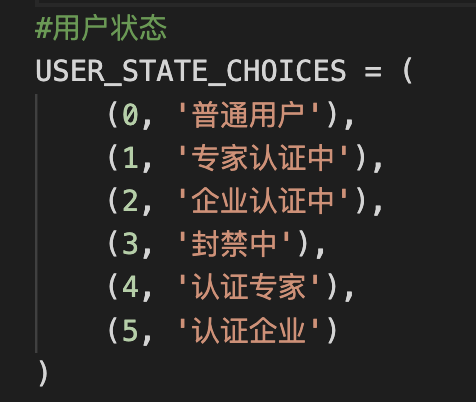 #用户状态
USER_STATE_CHOICES = (
    (0, '普通用户'),
    (1, '专家认证中'),
    (2, '企业认证中'),
    (3, '封禁中'),
    (4, '认证专家'),
    (5, '认证企业')
)